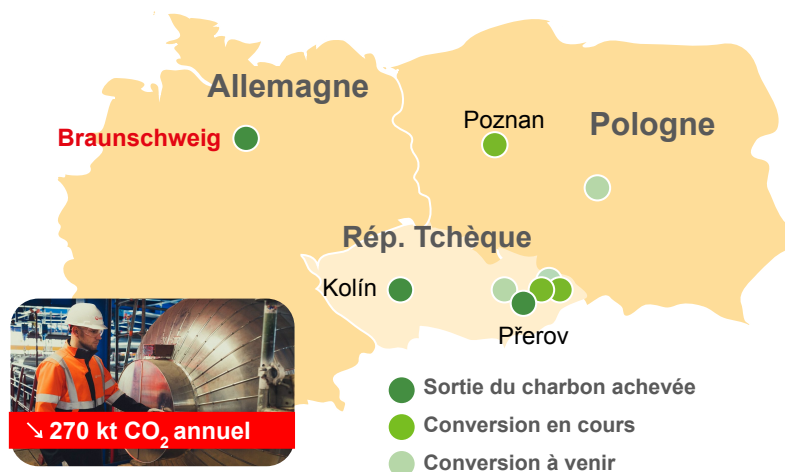 Allemagne
Braunschweig
Poznan
Pologne
Rép. Tchèque
Kolín
Přerov
Sortie du charbon achevée
↘ 270 kt CO₂ annuel
Conversion en cours
Conversion à venir